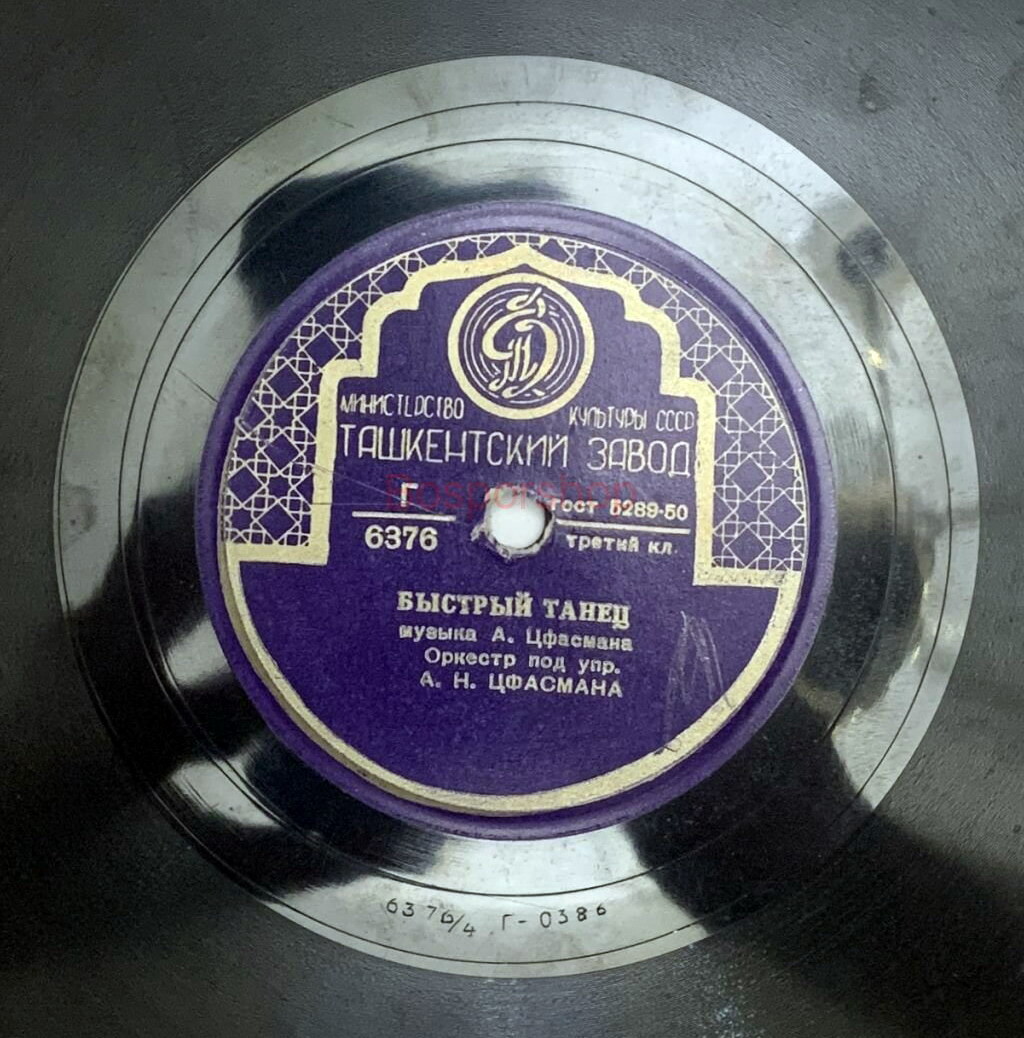 МИНИСТЕРСТВО КУЛЬТУРЫ СССР
ТАШКЕНТСКИЙ ЗАВОД
Bosporshop
Г ГОСТ 5289-50
6376 третий кл.
БЫСТРЫЙ ТАНЕЦ
музыка А. Цфасмана
Оркестр под упр.
А. Н. ЦФАСМАНА
6376/4 Г-0386